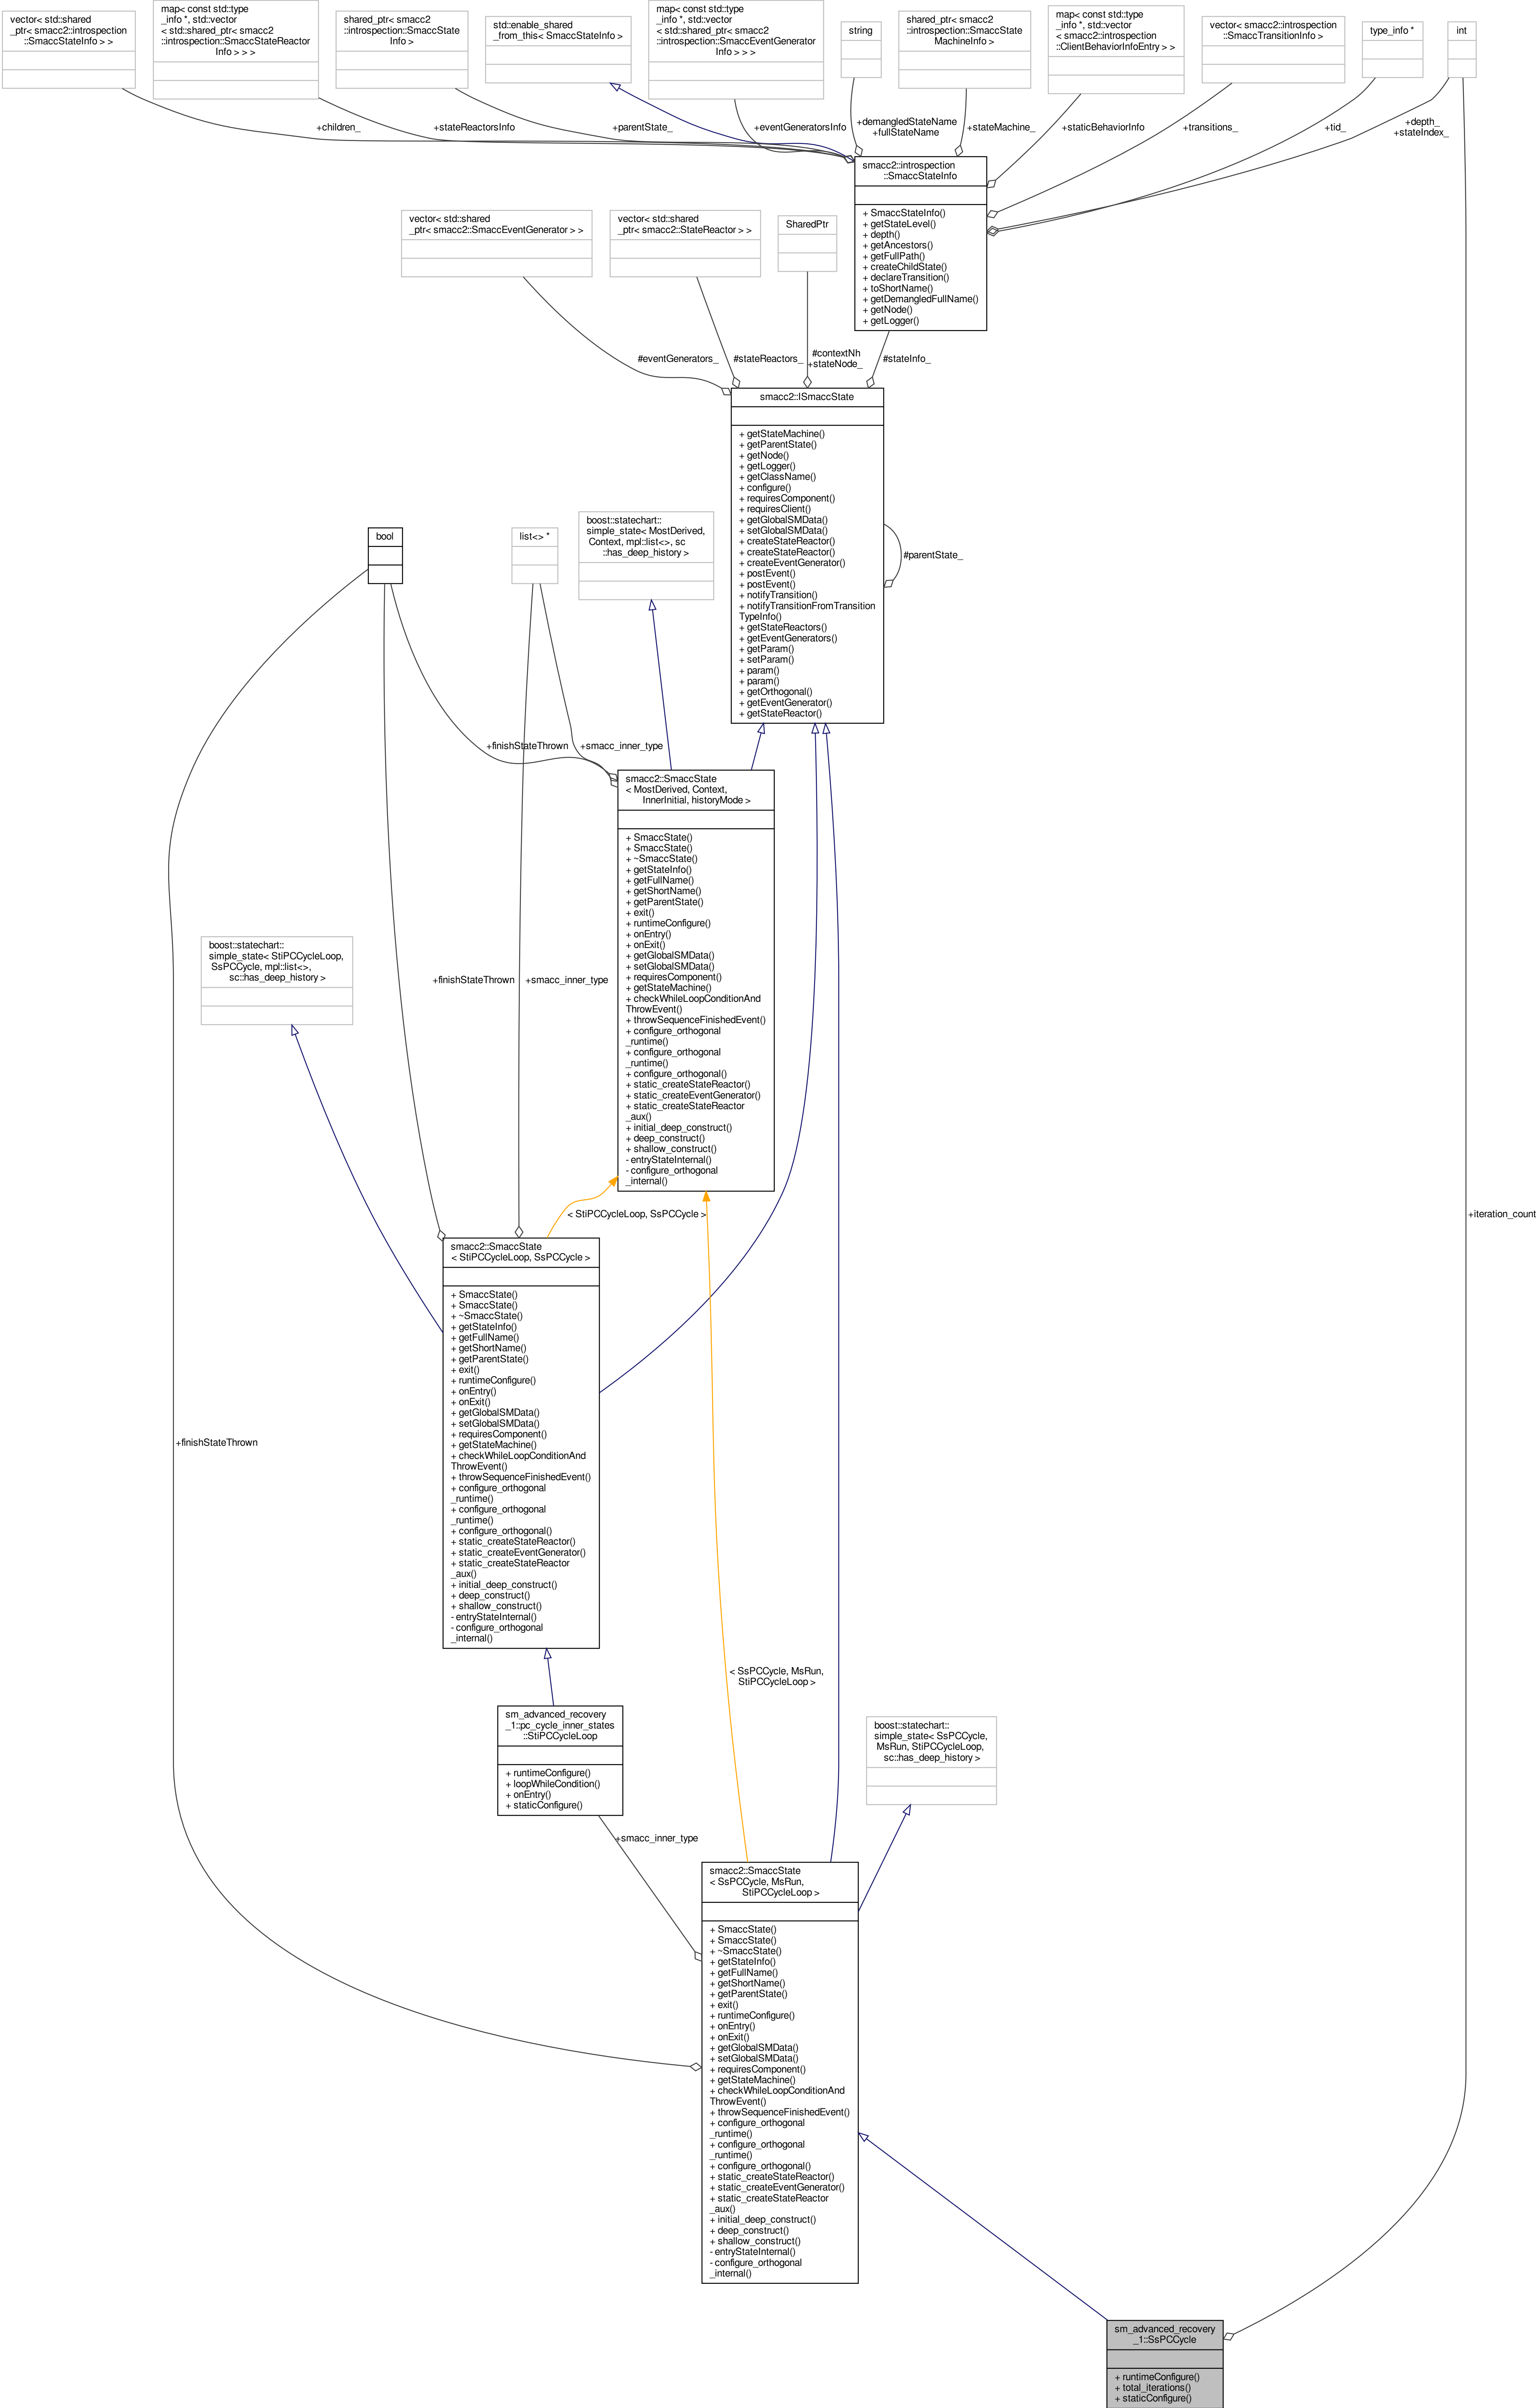 vector< std::shared
_ptr< smacc2::introspection
::SmaccStateInfo > >
map< const std::type
_info *, std::vector
< std::shared_ptr< smacc2
::introspection::SmaccStateReactor
Info > > >
shared_ptr< smacc2
::introspection::SmaccState
Info >
std::enable_shared
_from_this< SmaccStateInfo >
map< const std::type
_info *, std::vector
< std::shared_ptr< smacc2
::introspection::SmaccEventGenerator
Info > > >
string
shared_ptr< smacc2
::introspection::SmaccState
MachineInfo >
map< const std::type
_info *, std::vector
< smacc2::introspection
::ClientBehaviorInfoEntry > >
vector< smacc2::introspection
::SmaccTransitionInfo >
type_info *
int
+children_
+stateReactorsInfo
+parentState_
+eventGeneratorsInfo
+demangledStateName
+fullStateName
+stateMachine_
+staticBehaviorInfo
+transitions_
+tid_
+depth_
+stateIndex_
smacc2::introspection
::SmaccStateInfo
+ SmaccStateInfo()
+ getStateLevel()
+ depth()
+ getAncestors()
+ getFullPath()
+ createChildState()
+ declareTransition()
+ toShortName()
+ getDemangledFullName()
+ getNode()
+ getLogger()
vector< std::shared
_ptr< smacc2::SmaccEventGenerator > >
vector< std::shared
_ptr< smacc2::StateReactor > >
SharedPtr
#eventGenerators_
#stateReactors_
#contextNh
+stateNode_
#stateInfo_
smacc2::ISmaccState
+ getStateMachine()
+ getParentState()
+ getNode()
+ getLogger()
+ getClassName()
+ configure()
+ requiresComponent()
+ requiresClient()
+ getGlobalSMData()
+ setGlobalSMData()
+ createStateReactor()
+ createStateReactor()
+ createEventGenerator()
+ postEvent()
+ postEvent()
+ notifyTransition()
+ notifyTransitionFromTransition
TypeInfo()
+ getStateReactors()
+ getEventGenerators()
+ getParam()
+ setParam()
+ param()
+ param()
+ getOrthogonal()
+ getEventGenerator()
+ getStateReactor()
#parentState_
bool
list<> *
boost::statechart::
simple_state< MostDerived,
Context, mpl::list<>, sc
::has_deep_history >
+finishStateThrown
+smacc_inner_type
smacc2::SmaccState
< MostDerived, Context,
InnerInitial, historyMode >
+ SmaccState()
+ SmaccState()
+ ~SmaccState()
+ getStateInfo()
+ getFullName()
+ getShortName()
+ getParentState()
+ exit()
+ runtimeConfigure()
+ onEntry()
+ onExit()
+ getGlobalSMData()
+ setGlobalSMData()
+ requiresComponent()
+ getStateMachine()
+ checkWhileLoopConditionAnd
ThrowEvent()
+ throwSequenceFinishedEvent()
+ configure_orthogonal
_runtime()
+ configure_orthogonal
_runtime()
+ configure_orthogonal()
+ static_createStateReactor()
+ static_createEventGenerator()
+ static_createStateReactor
_aux()
+ initial_deep_construct()
+ deep_construct()
+ shallow_construct()
- entryStateInternal()
- configure_orthogonal
_internal()
boost::statechart::
simple_state< StiPCCycleLoop,
SsPCCycle, mpl::list<>,
sc::has_deep_history >
+finishStateThrown
+smacc_inner_type
< StiPCCycleLoop, SsPCCycle >
+iteration_count
smacc2::SmaccState
< StiPCCycleLoop, SsPCCycle >
+ SmaccState()
+ SmaccState()
+ ~SmaccState()
+ getStateInfo()
+ getFullName()
+ getShortName()
+ getParentState()
+ exit()
+ runtimeConfigure()
+ onEntry()
+ onExit()
+ getGlobalSMData()
+ setGlobalSMData()
+ requiresComponent()
+ getStateMachine()
+ checkWhileLoopConditionAnd
ThrowEvent()
+ throwSequenceFinishedEvent()
+ configure_orthogonal
_runtime()
+ configure_orthogonal
_runtime()
+ configure_orthogonal()
+ static_createStateReactor()
+ static_createEventGenerator()
+ static_createStateReactor
_aux()
+ initial_deep_construct()
+ deep_construct()
+ shallow_construct()
- entryStateInternal()
- configure_orthogonal
_internal()
+finishStateThrown
< SsPCCycle, MsRun,
StiPCCycleLoop >
sm_advanced_recovery
_1::pc_cycle_inner_states
::StiPCCycleLoop
+ runtimeConfigure()
+ loopWhileCondition()
+ onEntry()
+ staticConfigure()
boost::statechart::
simple_state< SsPCCycle,
MsRun, StiPCCycleLoop,
sc::has_deep_history >
+smacc_inner_type
smacc2::SmaccState
< SsPCCycle, MsRun,
StiPCCycleLoop >
+ SmaccState()
+ SmaccState()
+ ~SmaccState()
+ getStateInfo()
+ getFullName()
+ getShortName()
+ getParentState()
+ exit()
+ runtimeConfigure()
+ onEntry()
+ onExit()
+ getGlobalSMData()
+ setGlobalSMData()
+ requiresComponent()
+ getStateMachine()
+ checkWhileLoopConditionAnd
ThrowEvent()
+ throwSequenceFinishedEvent()
+ configure_orthogonal
_runtime()
+ configure_orthogonal
_runtime()
+ configure_orthogonal()
+ static_createStateReactor()
+ static_createEventGenerator()
+ static_createStateReactor
_aux()
+ initial_deep_construct()
+ deep_construct()
+ shallow_construct()
- entryStateInternal()
- configure_orthogonal
_internal()
sm_advanced_recovery
_1::SsPCCycle
+ runtimeConfigure()
+ total_iterations()
+ staticConfigure()